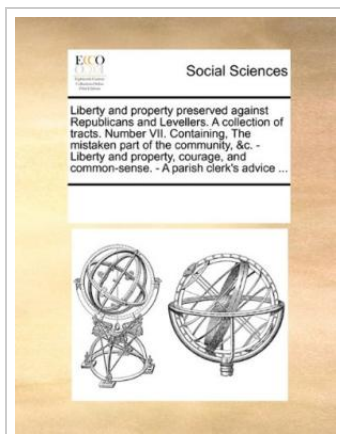 ECCO
Social Sciences
Liberty and property preserved against
Republicans and Levellers. A collection of
tracts. Number VII. Containing, The
mistaken part of the community, &c. -
Liberty and property, courage, and
common-sense. - A parish clerk's advice ...